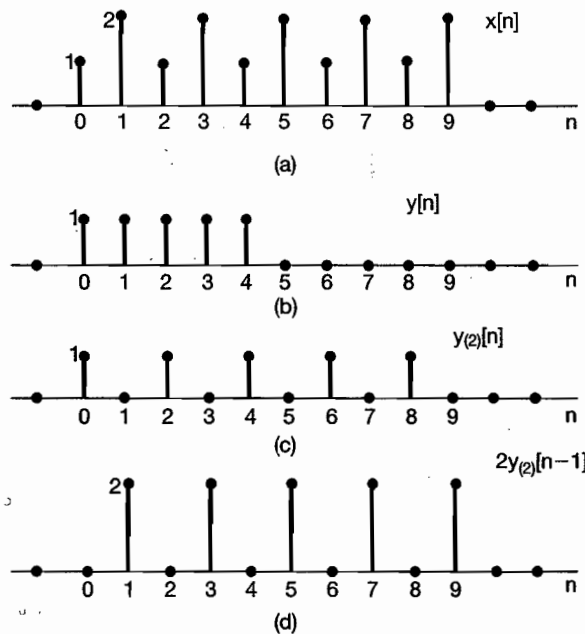 x[n]
2
1
0 1 2 3 4 5 6 7 8 9 n
(a)
y[n]
1
0 1 2 3 4 5 6 7 8 9 n
(b)
y(2)[n]
1
0 1 2 3 4 5 6 7 8 9 n
(c)
2y(2)[n−1]
2
0 1 2 3 4 5 6 7 8 9 n
(d)